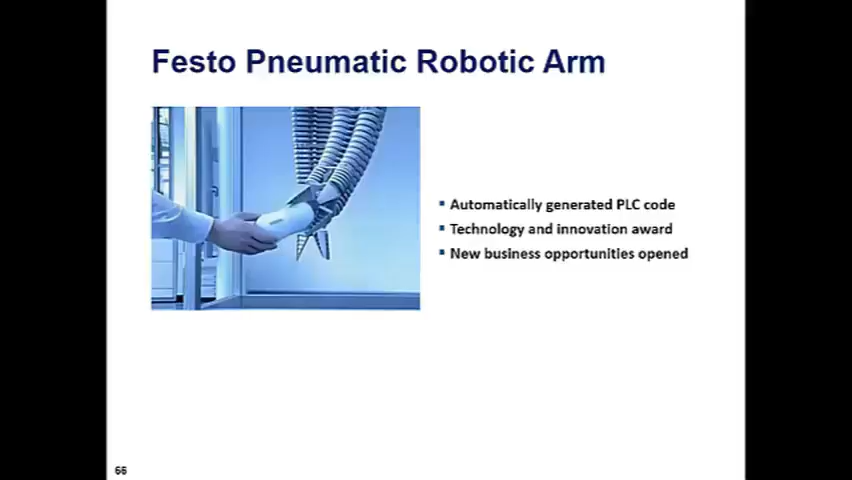 Festo Pneumatic Robotic Arm
Automatically generated PLC code
Technology and innovation award
New business opportunities opened
66